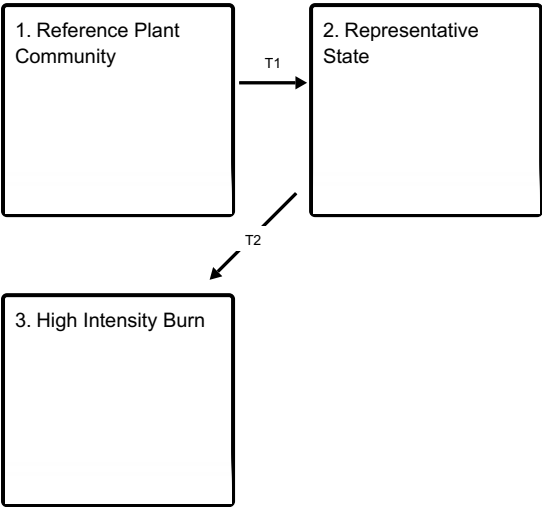 1. Reference Plant
Community
T1
2. Representative
State
T2
3. High Intensity Burn